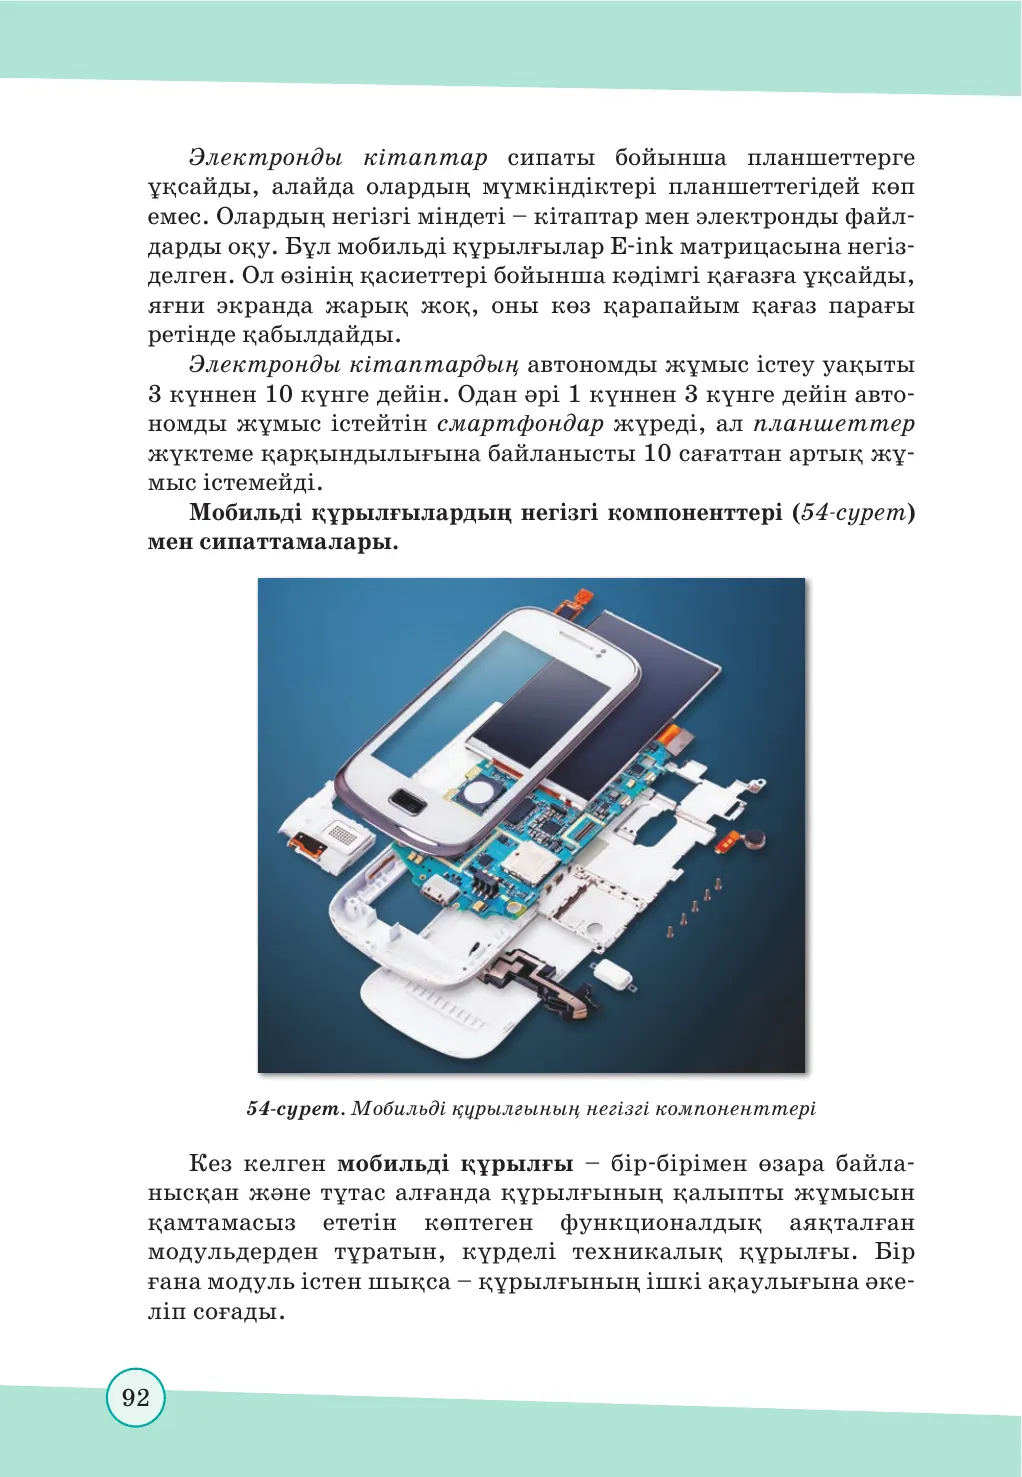 Электронды кітаптар сипаты бойынша планшеттерге
ұқсайды, алайда олардың мүмкіндіктері планшеттегідей көп
емес. Олардың негізгі міндеті – кітаптар мен электронды файл-
дарды оқу. Бұл мобильді құрылғылар E-ink матрицасына негіз-
делген. Ол өзінің қасиеттері бойынша кәдімгі қағазға ұқсайды,
яғни экранда жарық жоқ, оны көз қарапайым қағаз парағы
ретінде қабылдайды.
Электронды кітаптардың автономды жұмыс істеу уақыты
3 күннен 10 күнге дейін. Одан әрі 1 күннен 3 күнге дейін авто-
номды жұмыс істейтін смартфондар жүреді, ал планшеттер
жүктеме қарқындылығына байланысты 10 сағаттан артық жұ-
мыс істемейді.
Мобильді құрылғылардың негізгі компоненттері (54-сурет)
мен сипаттамалары.
54-сурет. Мобильді құрылғының негізгі компоненттері
Кез келген мобильді құрылғы – бір-бірімен өзара байла-
нысқан және тұтас алғанда құрылғының қалыпты жұмысын
қамтамасыз ететін көптеген функционалдық аяқталған
модульдерден тұратын, күрделі техникалық құрылғы. Бір
ғана модуль істен шықса – құрылғының ішкі ақаулығына әке-
ліп соғады.
92